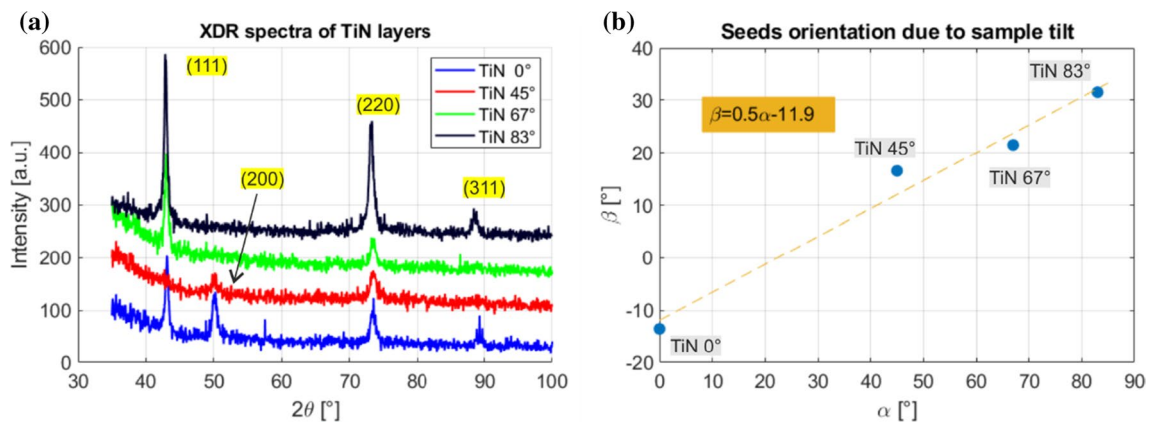 (a)
XDR spectra of TiN layers
600
500
400
300
200
100
0
Intensity [a.u.]
30 40 50 60 70 80 90 100
2θ [°]
(111)
(200)
(220)
(311)
TiN 0°
TiN 45°
TiN 67°
TiN 83°
(b)
Seeds orientation due to sample tilt
40
30
20
10
0
-10
-20
β [°]
0 10 20 30 40 50 60 70 80 90
α [°]
β=0.5α-11.9
TiN 83°
TiN 45°
TiN 67°
TiN 0°